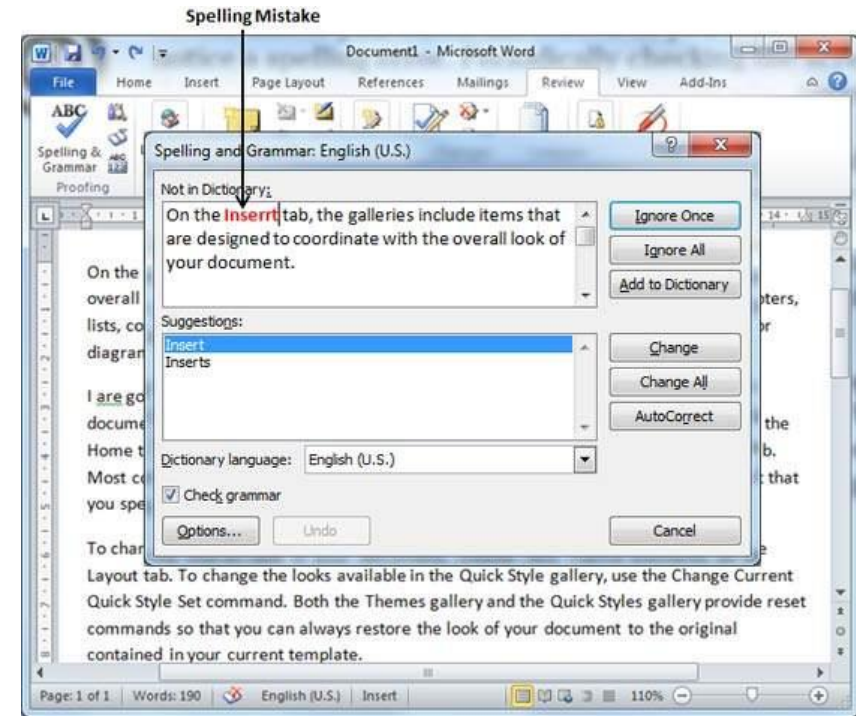 Spelling Mistake
Document1 - Microsoft Word
File Home Insert Page Layout References Mailings Review View Add-Ins
ABC
Spelling & Grammar
Proofing
Spelling and Grammar: English (U.S.)
Not in Dictionary:
On the Inserrt tab, the galleries include items that
are designed to coordinate with the overall look of
your document.
Ignore Once
Ignore All
Add to Dictionary
Suggestions:
Insert
Inserts
Change
Change All
AutoCorrect
Dictionary language: English (U.S.)
Check grammar
Options... Undo Cancel
On the
overall
lists, co
diagran
I are go
docume the
Home t b.
Most co that
you spe
To char
Layout tab. To change the looks available in the Quick Style gallery, use the Change Current
Quick Style Set command. Both the Themes gallery and the Quick Styles gallery provide reset
commands so that you can always restore the look of your document to the original
contained in your current template.
Page: 1 of 1 Words: 190 English (U.S.) Insert 110%